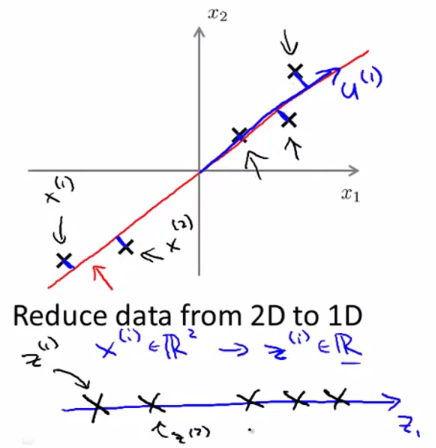 x₂
u⁽¹⁾
x₁
x⁽¹⁾
x⁽²⁾
Reduce data from 2D to 1D
z⁽¹⁾ x⁽ⁱ⁾ ∈ ℝ² → z⁽ⁱ⁾ ∈ ℝ
z⁽²⁾
z₁